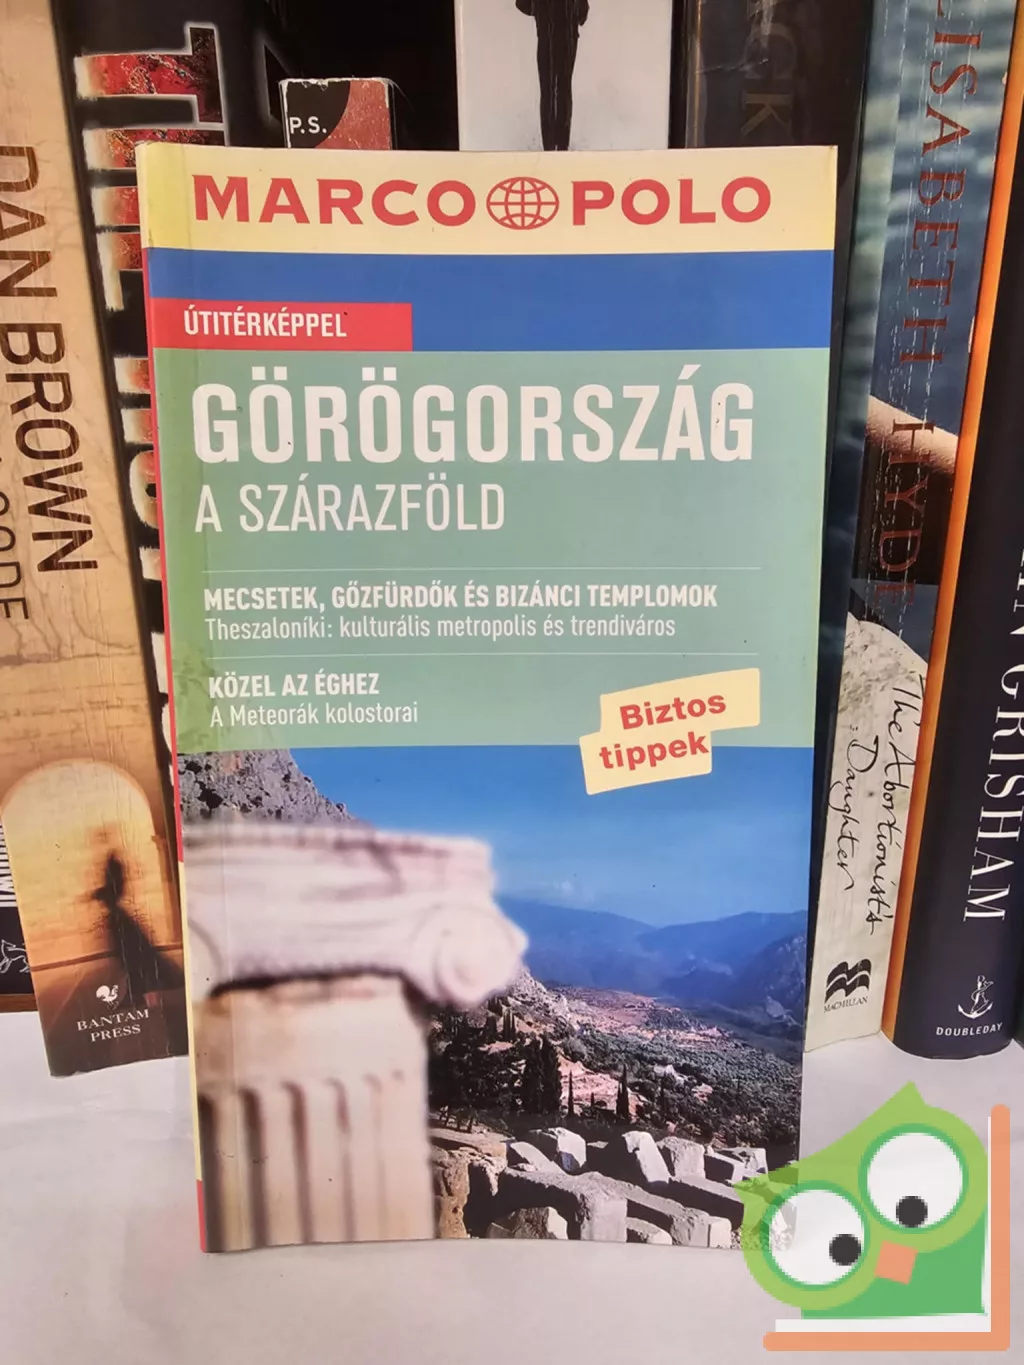 MARCO POLO
ÚTITÉRKÉPPEL
GÖRÖGORSZÁG
A SZÁRAZFÖLD
MECSETEK, GŐZFÜRDŐK ÉS BIZÁNCI TEMPLOMOK
Theszaloníki: kulturális metropolis és trendiváros
KÖZEL AZ ÉGHEZ
A Meteorák kolostorai
Biztos
tippek
P.S.
DAN BROWN
BANTAM
PRESS
ELISABETH HYDE
The Abortionist's
Daughter
MACMILLAN
GRISHAM
DOUBLEDAY